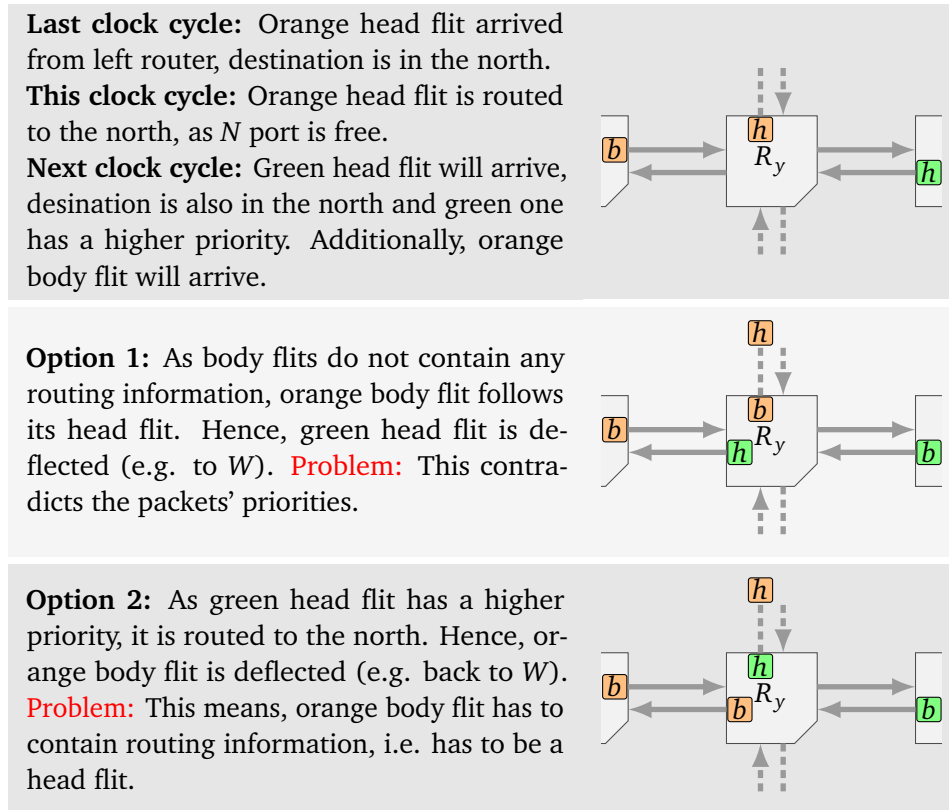 Last clock cycle: Orange head flit arrived
from left router, destination is in the north.
This clock cycle: Orange head flit is routed
to the north, as N port is free.
Next clock cycle: Green head flit will arrive,
desination is also in the north and green one
has a higher priority. Additionally, orange
body flit will arrive.
h
b
R_y
h
Option 1: As body flits do not contain any
routing information, orange body flit follows
its head flit. Hence, green head flit is de-
flected (e.g. to W). Problem: This contra-
dicts the packets' priorities.
h
b
b
R_y
h
b
Option 2: As green head flit has a higher
priority, it is routed to the north. Hence, or-
ange body flit is deflected (e.g. back to W).
Problem: This means, orange body flit has to
contain routing information, i.e. has to be a
head flit.
h
h
b
R_y
b
b